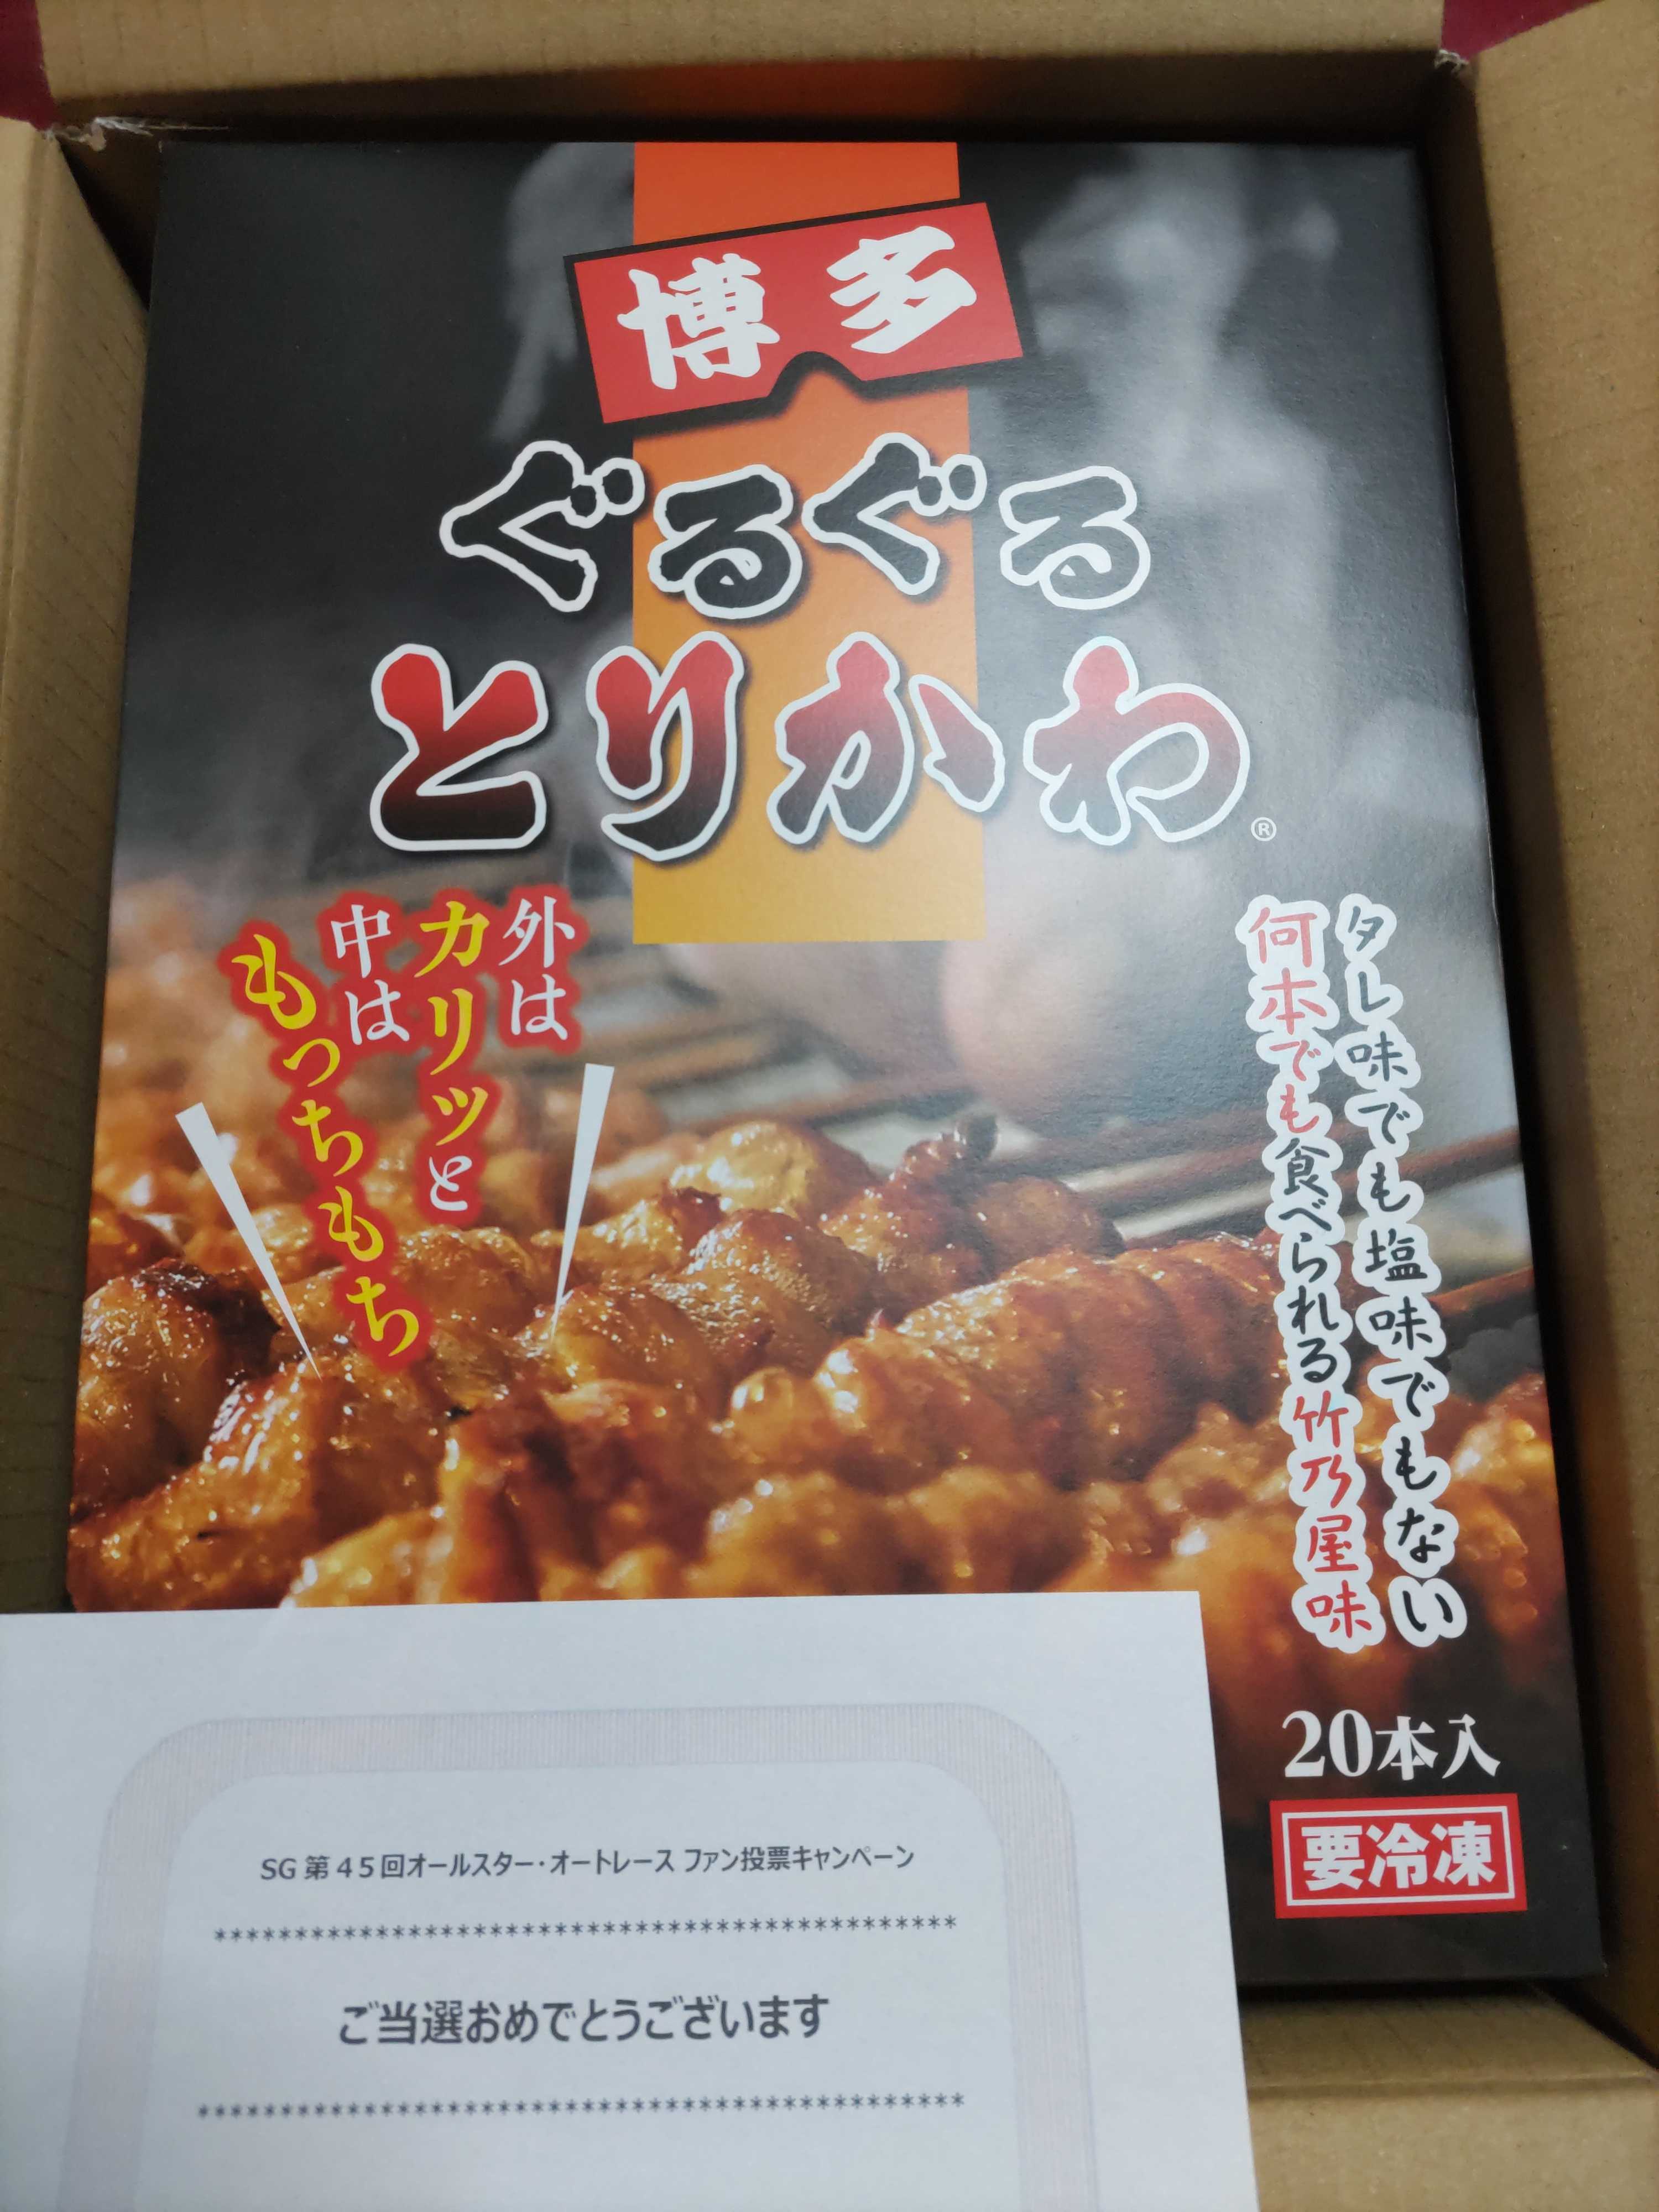 博多
ぐるぐる
とりかわ®
外は
カリッと
中は
もっちもち
タレ味でも塩味でもない
何本でも食べられる竹乃屋味
20本入
要冷凍
SG 第45回オールスター・オートレース ファン投票キャンペーン
**********************************************
ご当選おめでとうございます
**********************************************